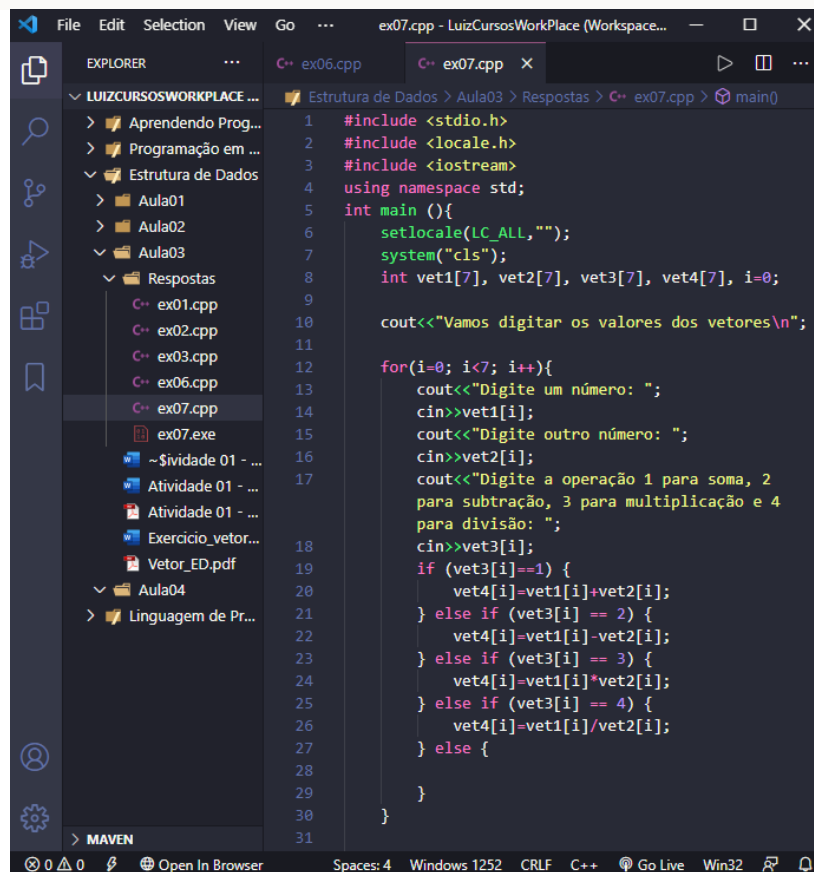 File Edit Selection View Go ··· ex07.cpp - LuizCursosWorkPlace (Workspace...
EXPLORER ···
LUIZCURSOSWORKPLACE ...
Aprendendo Prog...
Programação em ...
Estrutura de Dados
Aula01
Aula02
Aula03
Respostas
C++ ex01.cpp
C++ ex02.cpp
C++ ex03.cpp
C++ ex06.cpp
C++ ex07.cpp
ex07.exe
~$ividade 01 - ...
Atividade 01 - ...
Atividade 01 - ...
Exercicio_vetor...
Vetor_ED.pdf
Aula04
Linguagem de Pr...
MAVEN
C++ ex06.cpp C++ ex07.cpp
Estrutura de Dados > Aula03 > Respostas > C++ ex07.cpp > main()
1 #include <stdio.h>
2 #include <locale.h>
3 #include <iostream>
4 using namespace std;
5 int main (){
6 setlocale(LC_ALL,"");
7 system("cls");
8 int vet1[7], vet2[7], vet3[7], vet4[7], i=0;
9
10 cout<<"Vamos digitar os valores dos vetores\n";
11
12 for(i=0; i<7; i++){
13 cout<<"Digite um número: ";
14 cin>>vet1[i];
15 cout<<"Digite outro número: ";
16 cin>>vet2[i];
17 cout<<"Digite a operação 1 para soma, 2
para subtração, 3 para multiplicação e 4
para divisão: ";
18 cin>>vet3[i];
19 if (vet3[i]==1) {
20 vet4[i]=vet1[i]+vet2[i];
21 } else if (vet3[i] == 2) {
22 vet4[i]=vet1[i]-vet2[i];
23 } else if (vet3[i] == 3) {
24 vet4[i]=vet1[i]*vet2[i];
25 } else if (vet3[i] == 4) {
26 vet4[i]=vet1[i]/vet2[i];
27 } else {
28
29 }
30 }
31
0 0 Open In Browser Spaces: 4 Windows 1252 CRLF C++ Go Live Win32